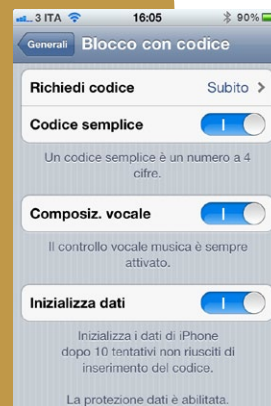 3 ITA 16:05 90%
Generali Blocco con codice
Richiedi codice Subito >
Codice semplice
Un codice semplice è un numero a 4
cifre.
Composiz. vocale
Il controllo vocale musica è sempre
attivato.
Inizializza dati
Inizializza i dati di iPhone
dopo 10 tentativi non riusciti di
inserimento del codice.
La protezione dati è abilitata.